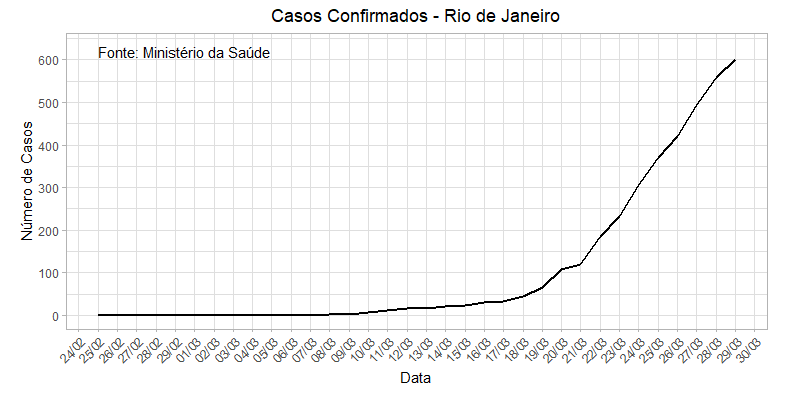 Casos Confirmados - Rio de Janeiro
Fonte: Ministério da Saúde
Número de Casos
600
500
400
300
200
100
0
24/02 25/02 26/02 27/02 28/02 29/02 01/03 02/03 03/03 04/03 05/03 06/03 07/03 08/03 09/03 10/03 11/03 12/03 13/03 14/03 15/03 16/03 17/03 18/03 19/03 20/03 21/03 22/03 23/03 24/03 25/03 26/03 27/03 28/03 29/03 30/03
Data